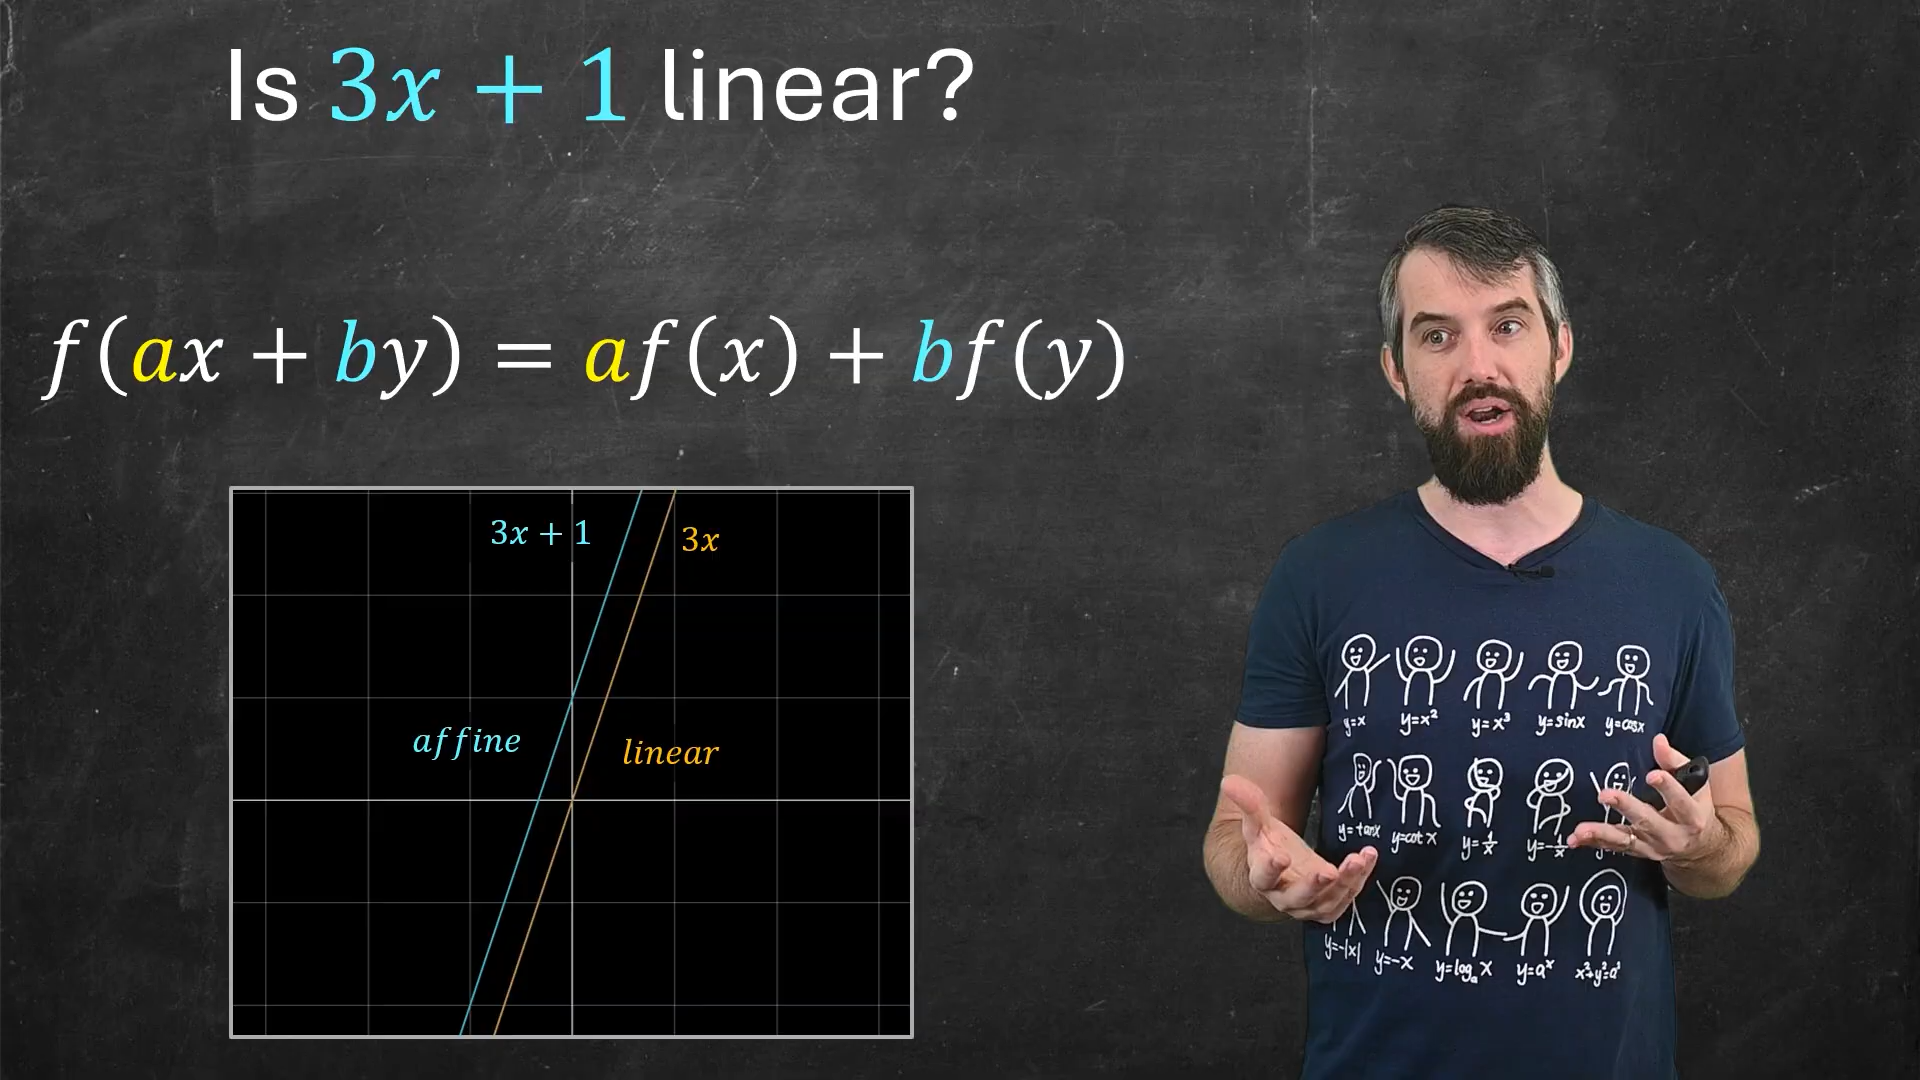 Is 3x + 1 linear?
f(ax + by) = af(x) + bf(y)
3x + 1
3x
affine
linear
y=x y=x² y=x³ y=sinx y=cosx
y=tanx y=cotx y=1/x y=-1/x
y=-|x| y=-x y=logₐx y=aˣ x²+y²=a²